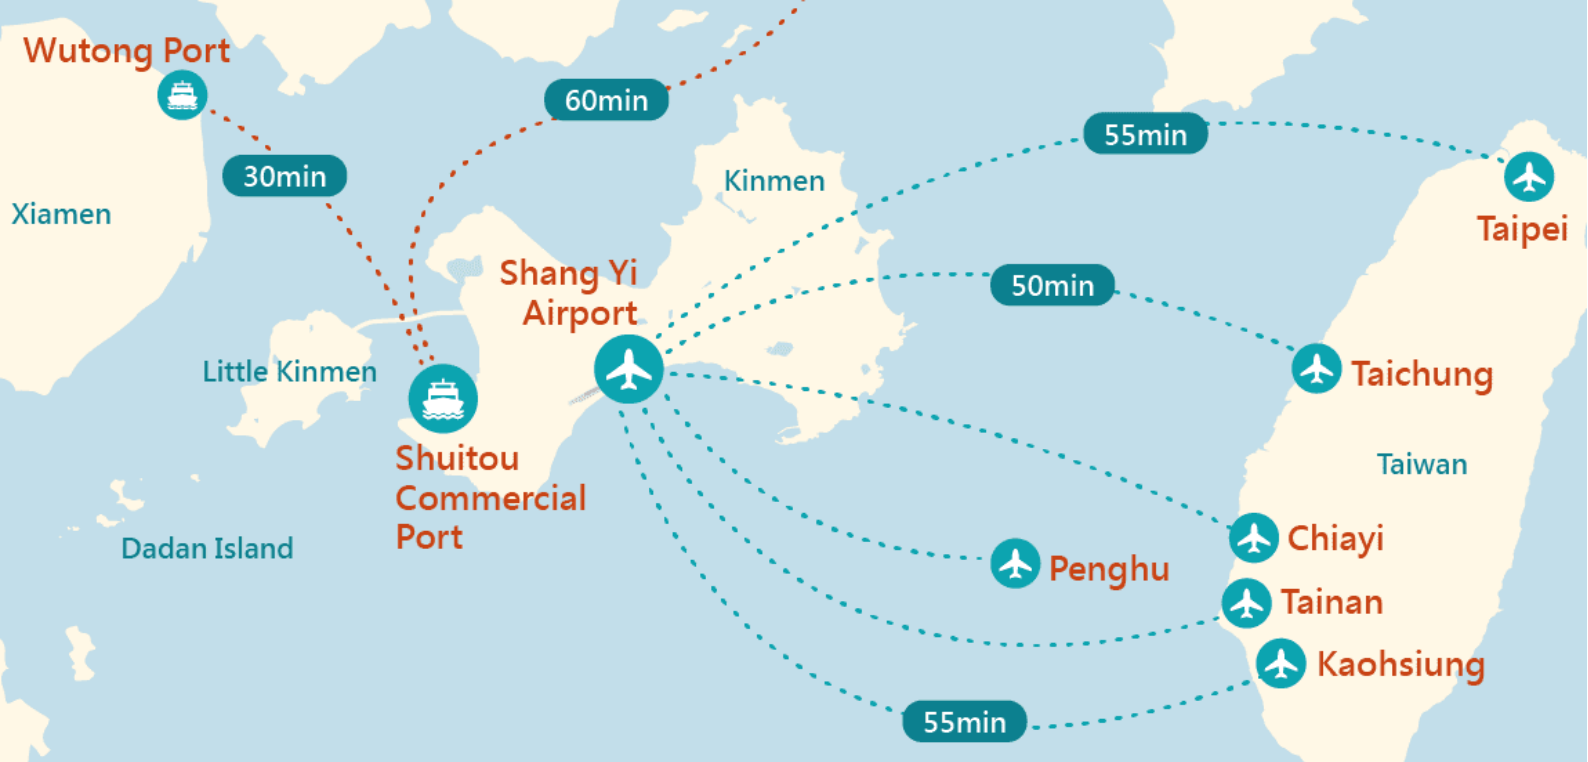 Wutong Port
60min
55min
30min
Kinmen
Xiamen
Taipei
Shang Yi
Airport
50min
Little Kinmen
Taichung
Shuitou
Commercial
Port
Taiwan
Dadan Island
Chiayi
Penghu
Tainan
Kaohsiung
55min